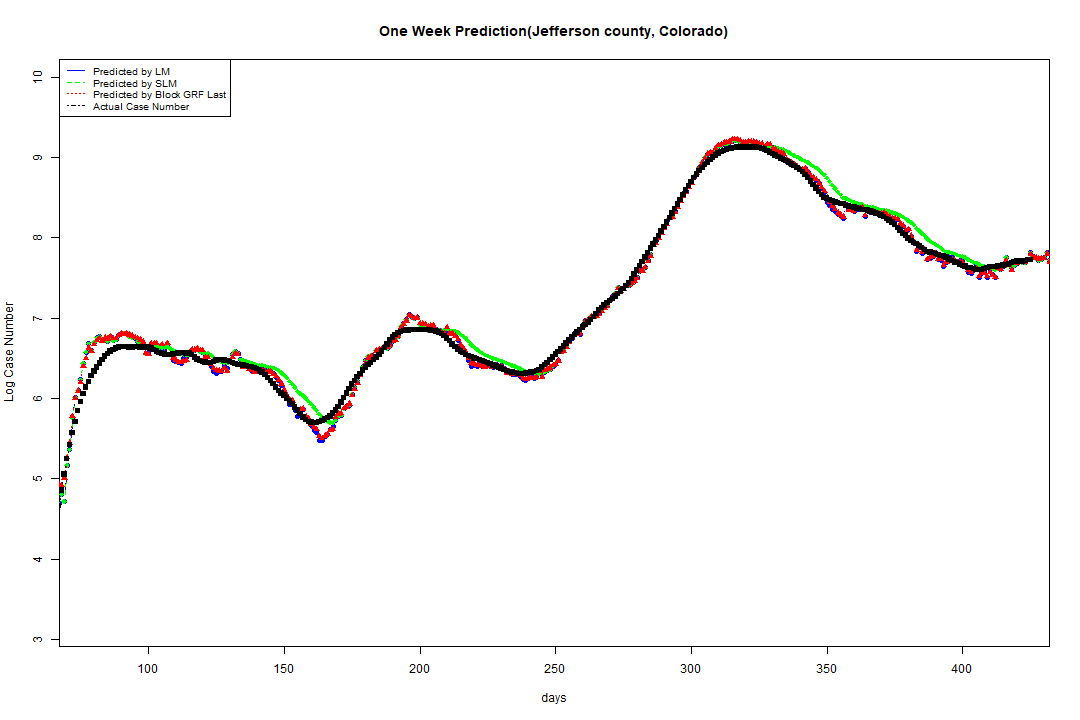 One Week Prediction(Jefferson county, Colorado)
Predicted by LM
Predicted by SLM
Predicted by Block GRF Last
Actual Case Number
Log Case Number
10
9
8
7
6
5
4
3
100 150 200 250 300 350 400
days